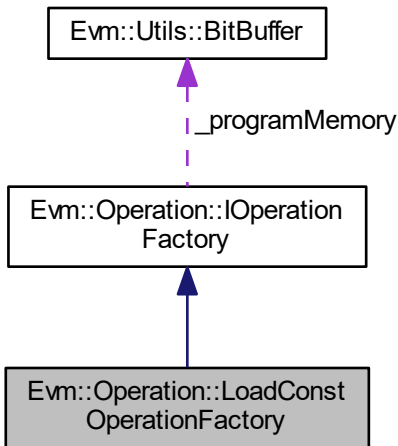 Evm::Utils::BitBuffer
_programMemory
Evm::Operation::IOperation
Factory
Evm::Operation::LoadConst
OperationFactory